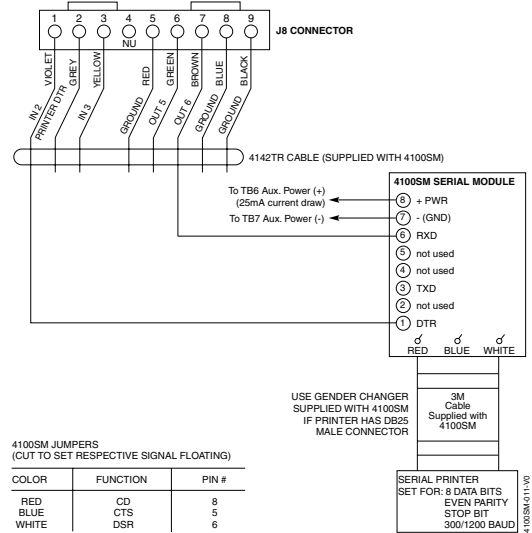 1 2 3 4 5 6 7 8 9
NU
J8 CONNECTOR
VIOLET
GREY
YELLOW
RED
GREEN
BROWN
BLUE
BLACK
IN 2
PRINTER DTR
IN 3
GROUND
OUT 5
OUT 6
GROUND
GROUND
4142TR CABLE (SUPPLIED WITH 4100SM)
4100SM SERIAL MODULE
To TB6 Aux. Power (+)
(25mA current draw)
To TB7 Aux. Power (-)
8 + PWR
7 - (GND)
6 RXD
5 not used
4 not used
3 TXD
2 not used
1 DTR
RED BLUE WHITE
USE GENDER CHANGER
SUPPLIED WITH 4100SM
IF PRINTER HAS DB25
MALE CONNECTOR
3M
Cable
Supplied with
4100SM
4100SM JUMPERS
(CUT TO SET RESPECTIVE SIGNAL FLOATING)
COLOR FUNCTION PIN #
RED CD 8
BLUE CTS 5
WHITE DSR 6
SERIAL PRINTER
SET FOR: 8 DATA BITS
EVEN PARITY
STOP BIT
300/1200 BAUD
4100SM-011-V0